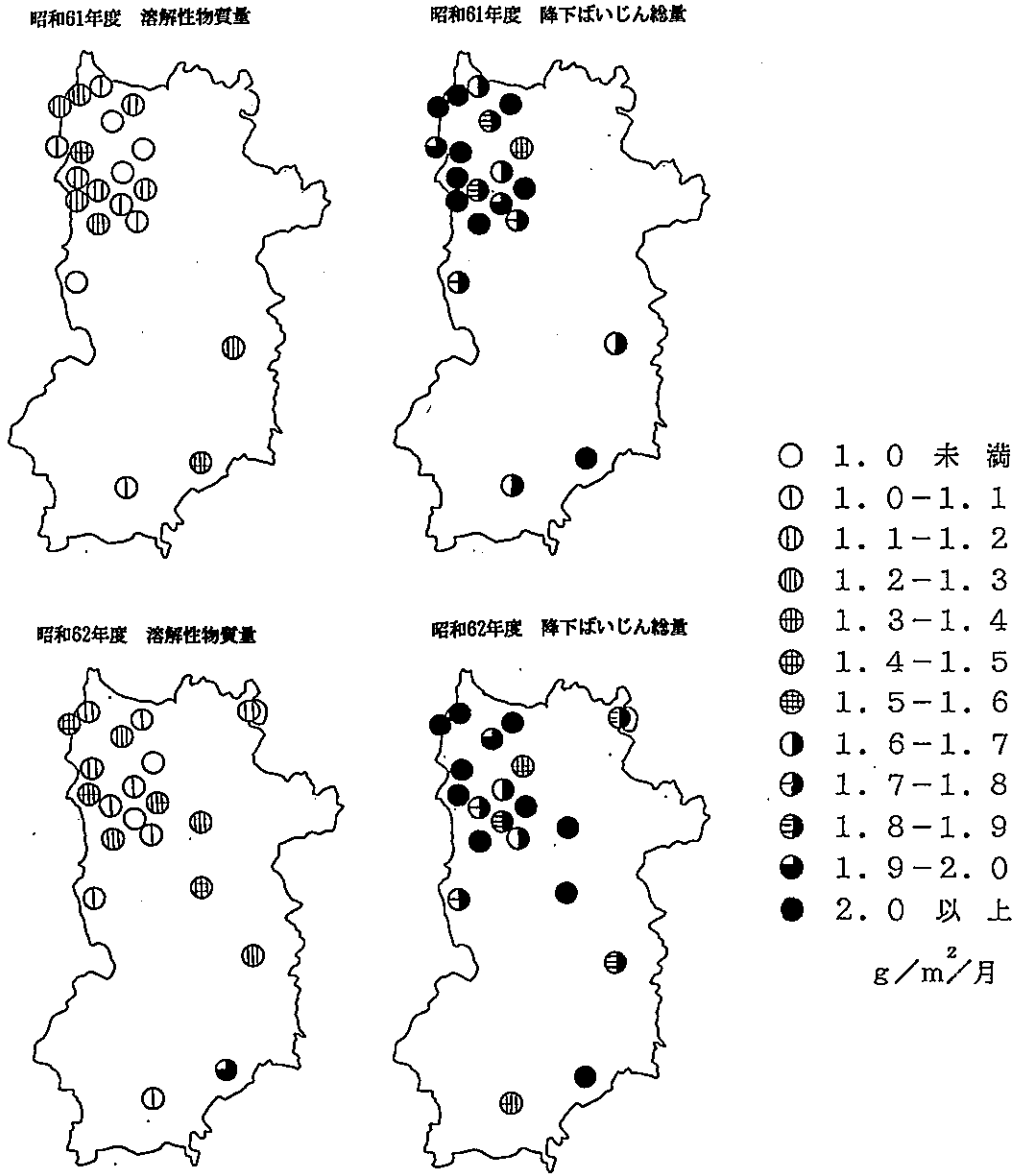 昭和61年度 溶解性物質量
昭和61年度 降下ばいじん総量
昭和62年度 溶解性物質量
昭和62年度 降下ばいじん総量
1.0 未満
1.0-1.1
1.1-1.2
1.2-1.3
1.3-1.4
1.4-1.5
1.5-1.6
1.6-1.7
1.7-1.8
1.8-1.9
1.9-2.0
2.0 以上
g/m²/月